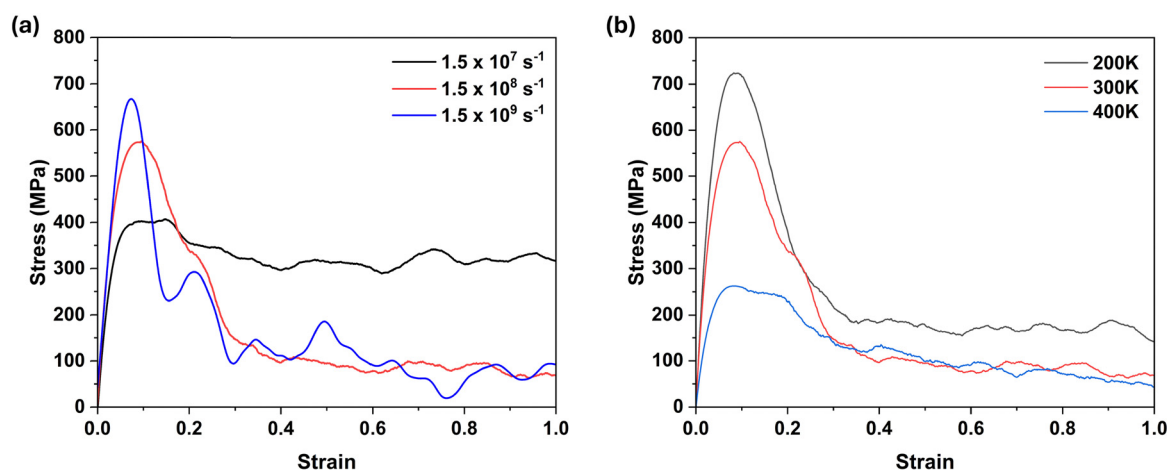 (a)
800
700
600
500
400
300
200
100
0
Stress (MPa)
1.5 x 10⁷ s⁻¹
1.5 x 10⁸ s⁻¹
1.5 x 10⁹ s⁻¹
0.0 0.2 0.4 0.6 0.8 1.0
Strain
(b)
800
700
600
500
400
300
200
100
0
Stress (MPa)
200K
300K
400K
0.0 0.2 0.4 0.6 0.8 1.0
Strain